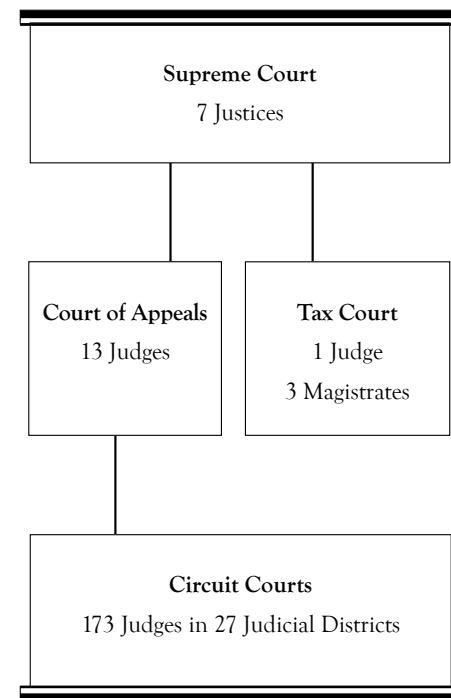 Supreme Court
7 Justices
Court of Appeals
13 Judges
Tax Court
1 Judge
3 Magistrates
Circuit Courts
173 Judges in 27 Judicial Districts